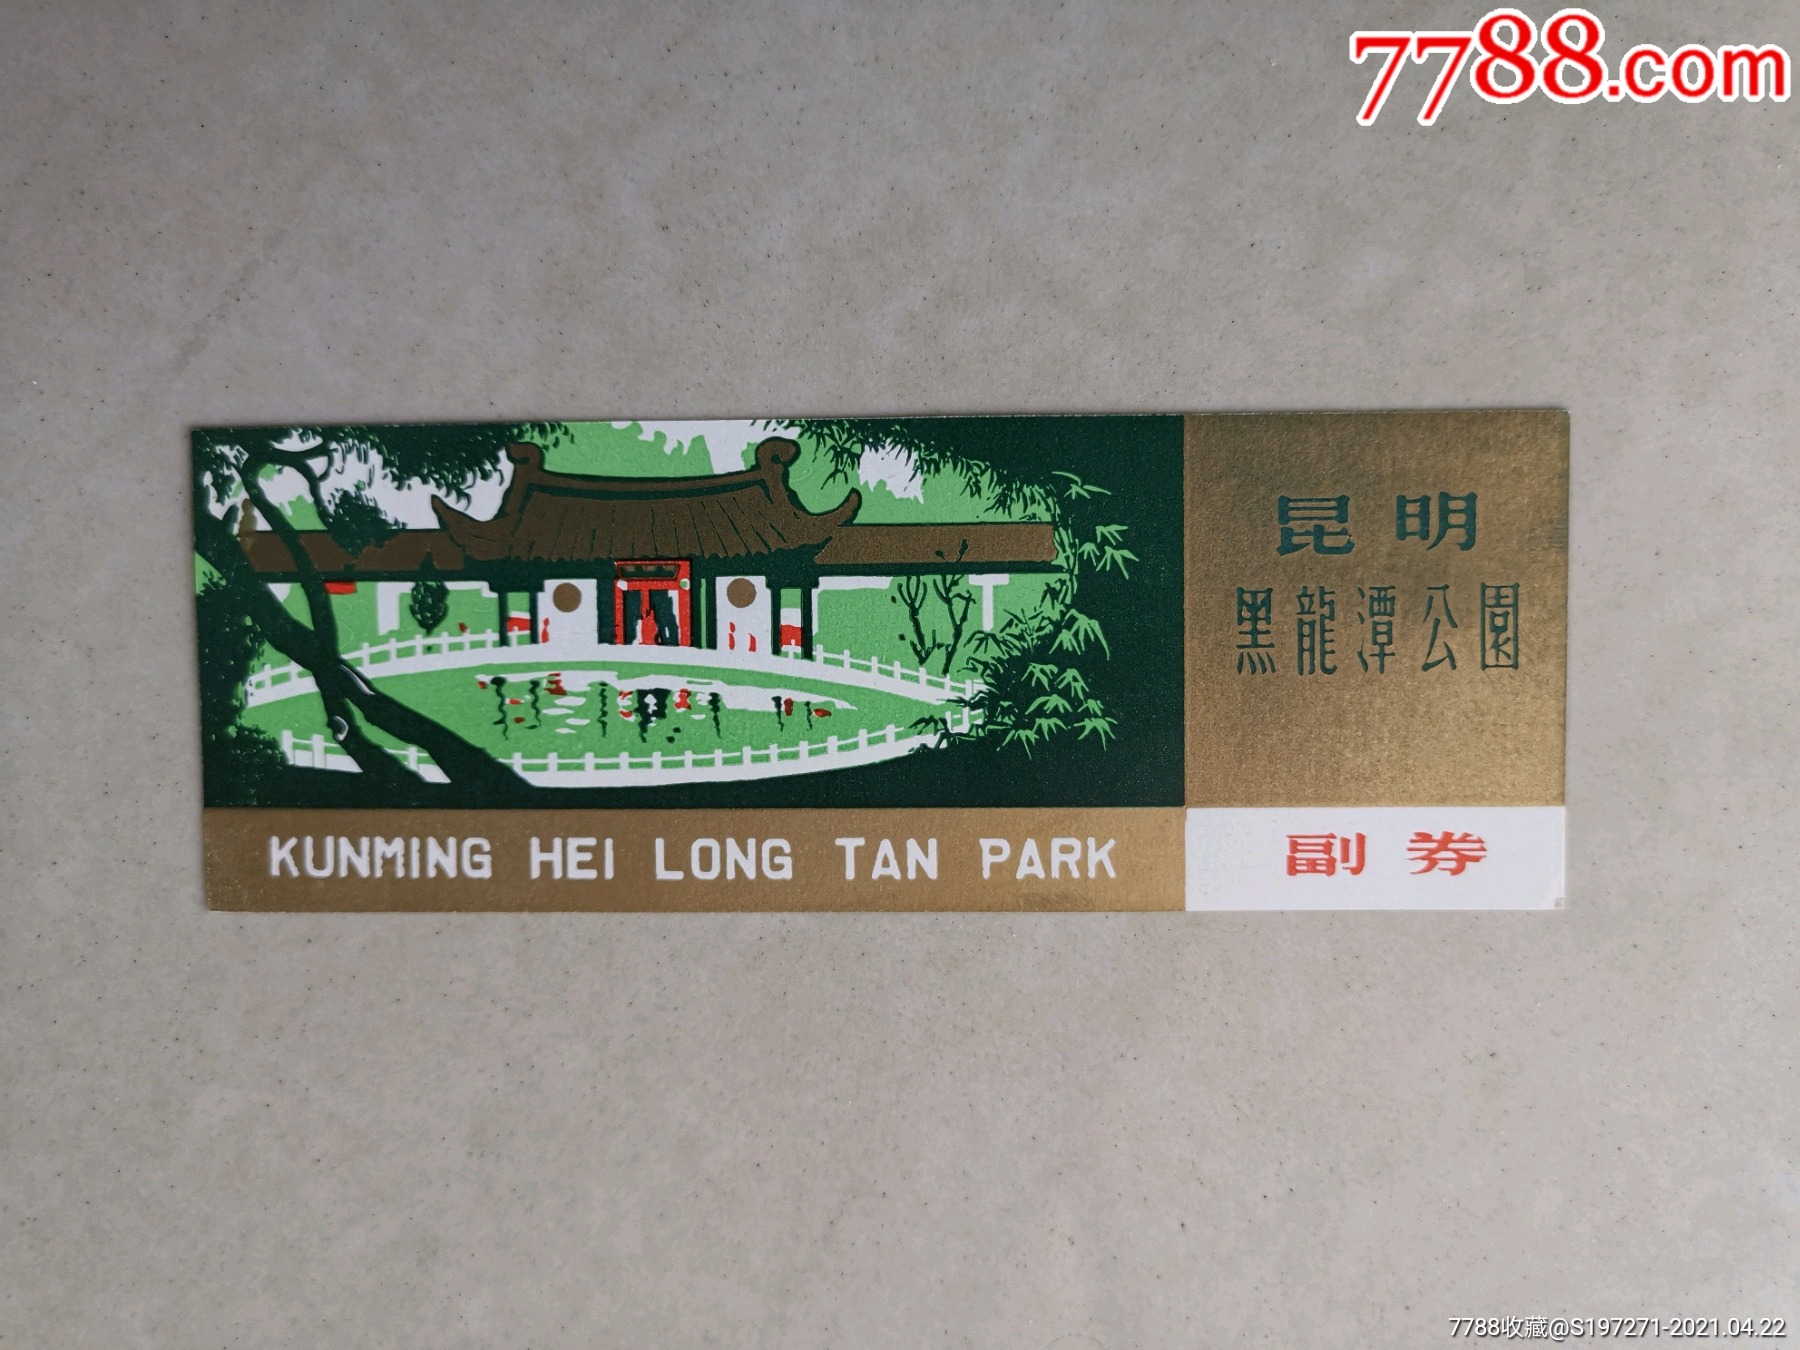 7788.com
昆明
黑龍潭公園
KUNMING HEI LONG TAN PARK
副券
7788收藏@S197271-2021.04.22